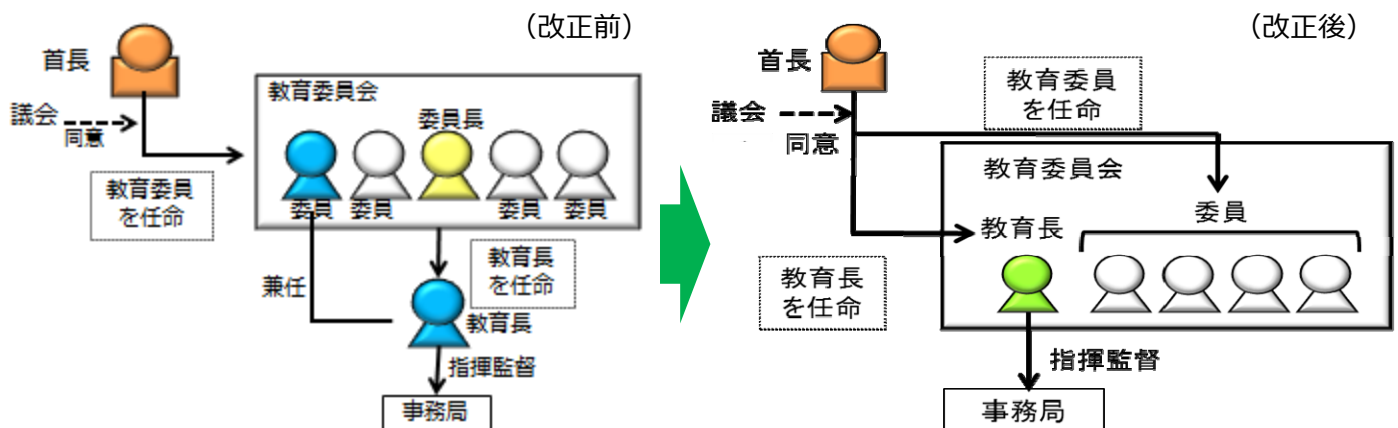 （改正前）
首長
議会
同意
教育委員
を任命
教育委員会
委員長
委員
委員
委員
委員
教育長
を任命
兼任
教育長
指揮監督
事務局
（改正後）
首長
議会
同意
教育委員
を任命
教育委員会
委員
教育長
教育長
を任命
指揮監督
事務局